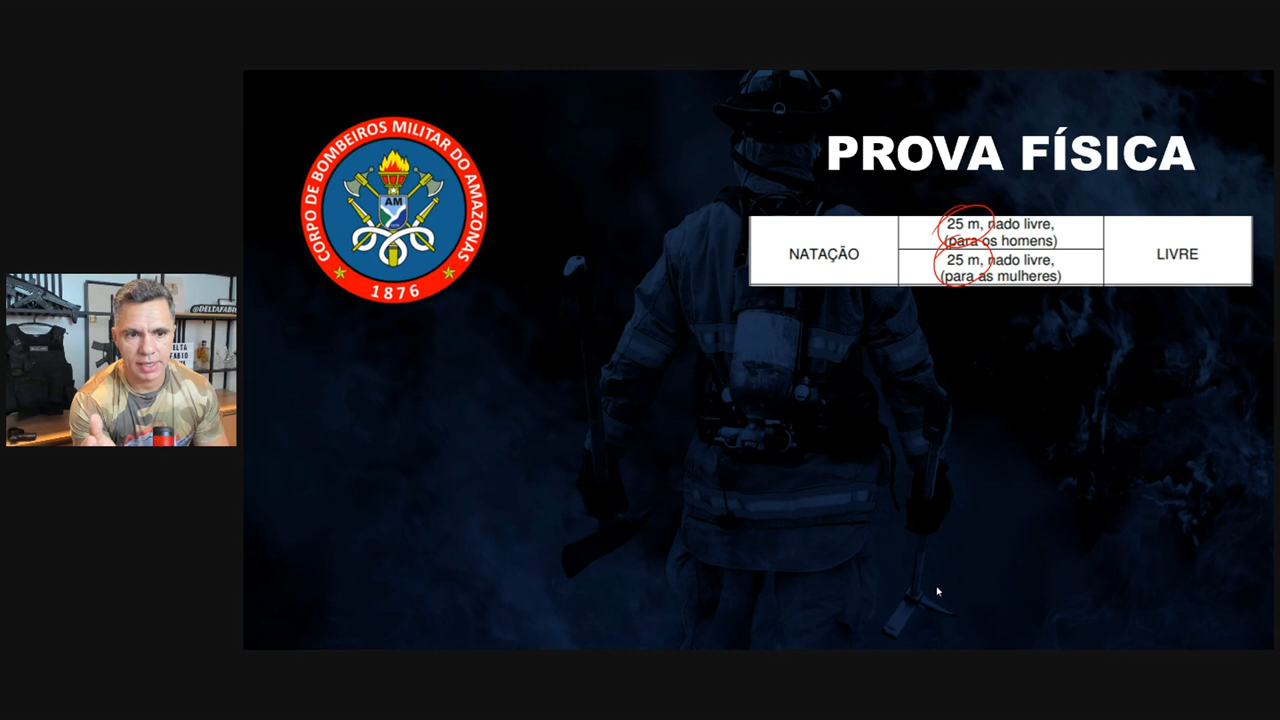 CORPO DE BOMBEIROS MILITAR DO AMAZONAS
AM
1876
PROVA FÍSICA
NATAÇÃO
25 m, nado livre,
(para os homens)
25 m, nado livre,
(para as mulheres)
LIVRE